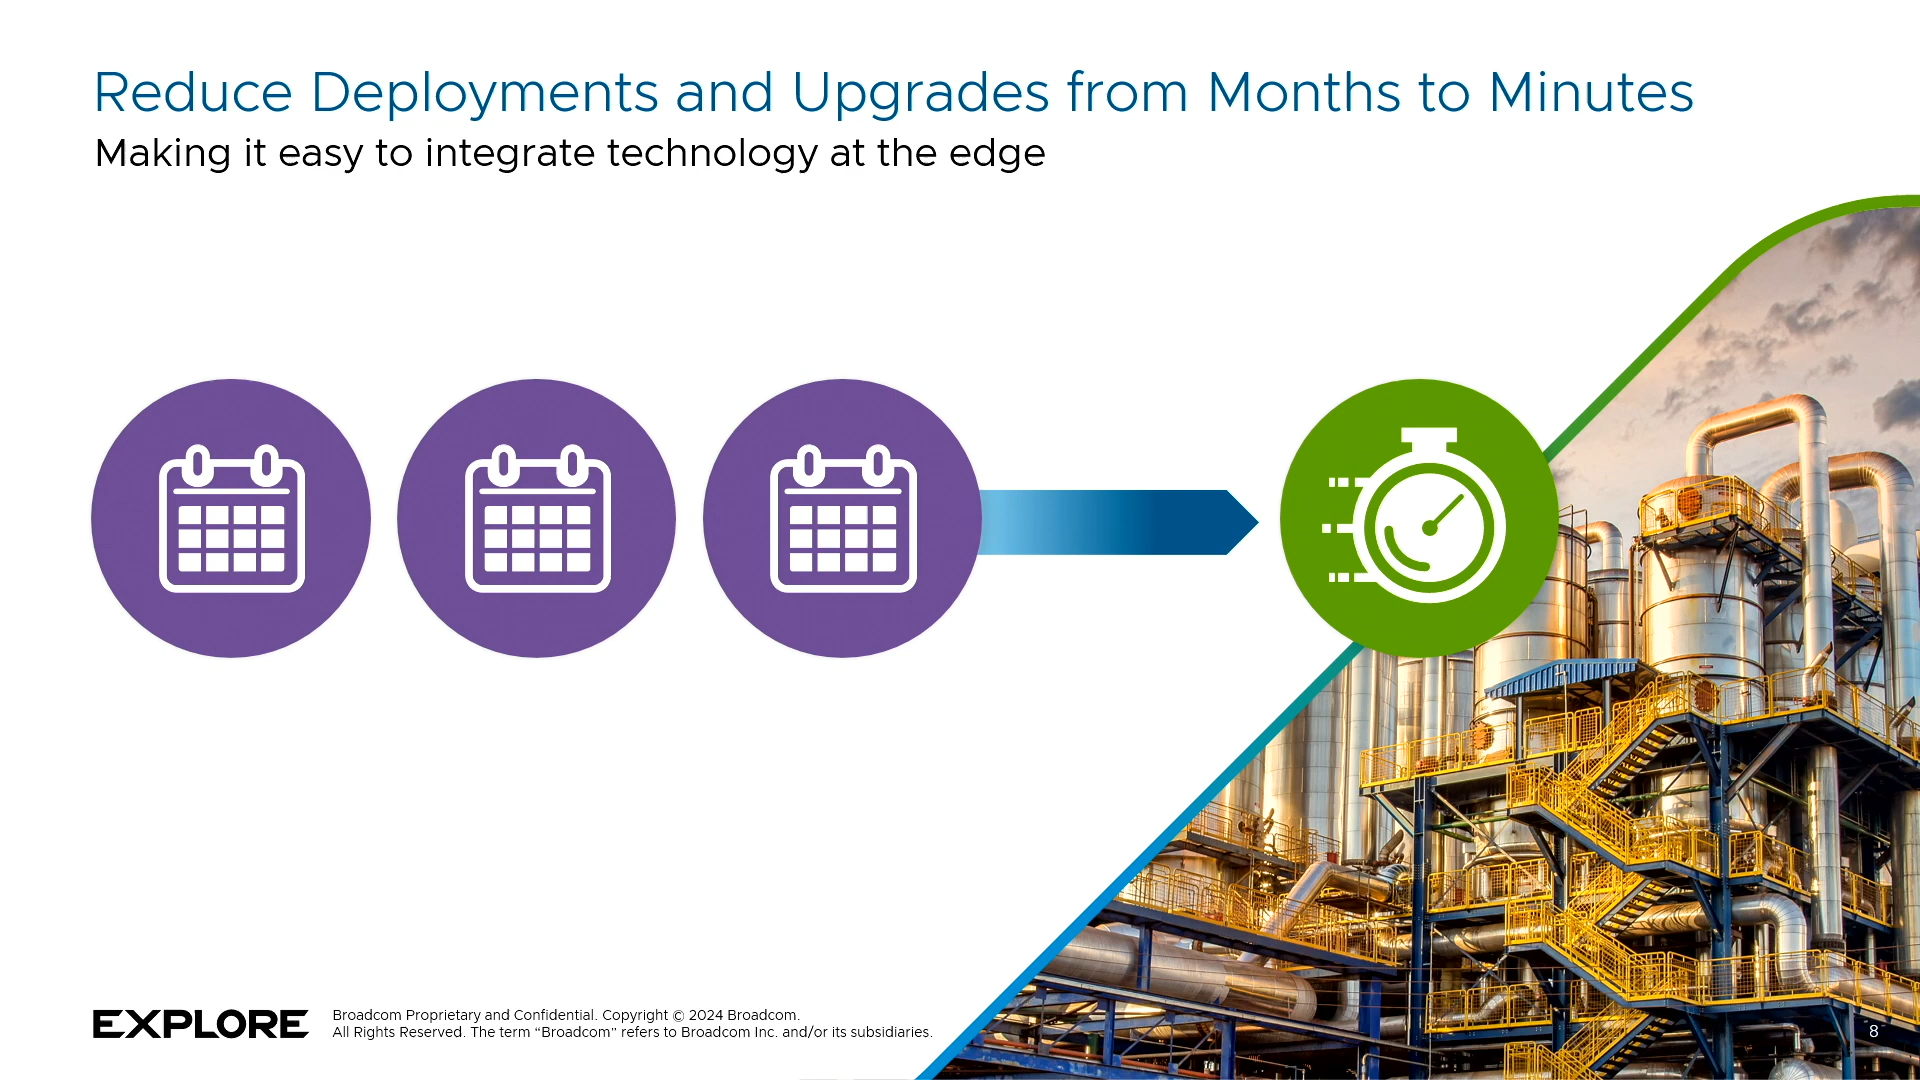 Reduce Deployments and Upgrades from Months to Minutes
Making it easy to integrate technology at the edge
EXPLORE
Broadcom Proprietary and Confidential. Copyright © 2024 Broadcom.
All Rights Reserved. The term “Broadcom” refers to Broadcom Inc. and/or its subsidiaries.
8